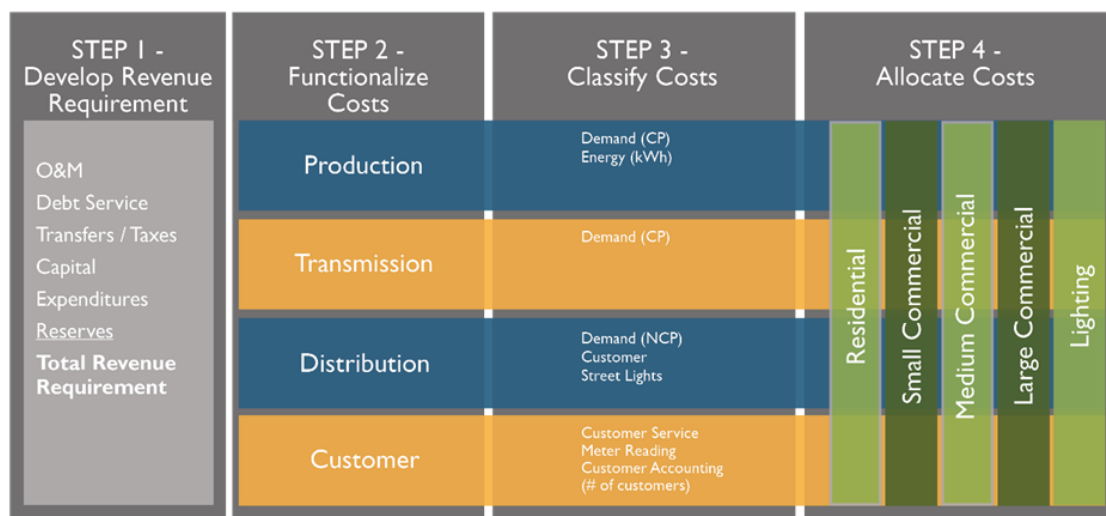 STEP 1 -
Develop Revenue
Requirement
O&M
Debt Service
Transfers / Taxes
Capital
Expenditures
Reserves
Total Revenue
Requirement
STEP 2 -
Functionalize
Costs
Production
Transmission
Distribution
Customer
STEP 3 -
Classify Costs
Demand (CP)
Energy (kWh)
Demand (CP)
Demand (NCP)
Customer
Street Lights
Customer Service
Meter Reading
Customer Accounting
(# of customers)
STEP 4 -
Allocate Costs
Residential
Small Commercial
Medium Commercial
Large Commercial
Lighting